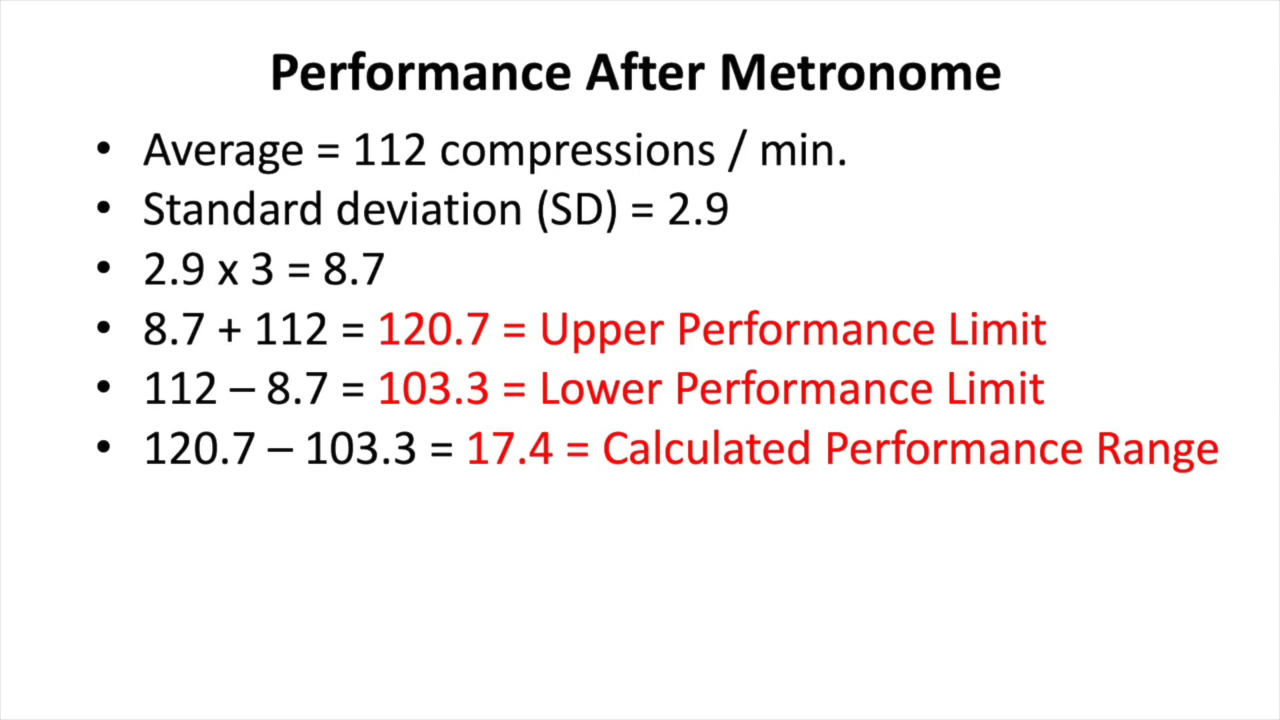 Performance After Metronome
• Average = 112 compressions / min.
• Standard deviation (SD) = 2.9
• 2.9 x 3 = 8.7
• 8.7 + 112 = 120.7 = Upper Performance Limit
• 112 – 8.7 = 103.3 = Lower Performance Limit
• 120.7 – 103.3 = 17.4 = Calculated Performance Range